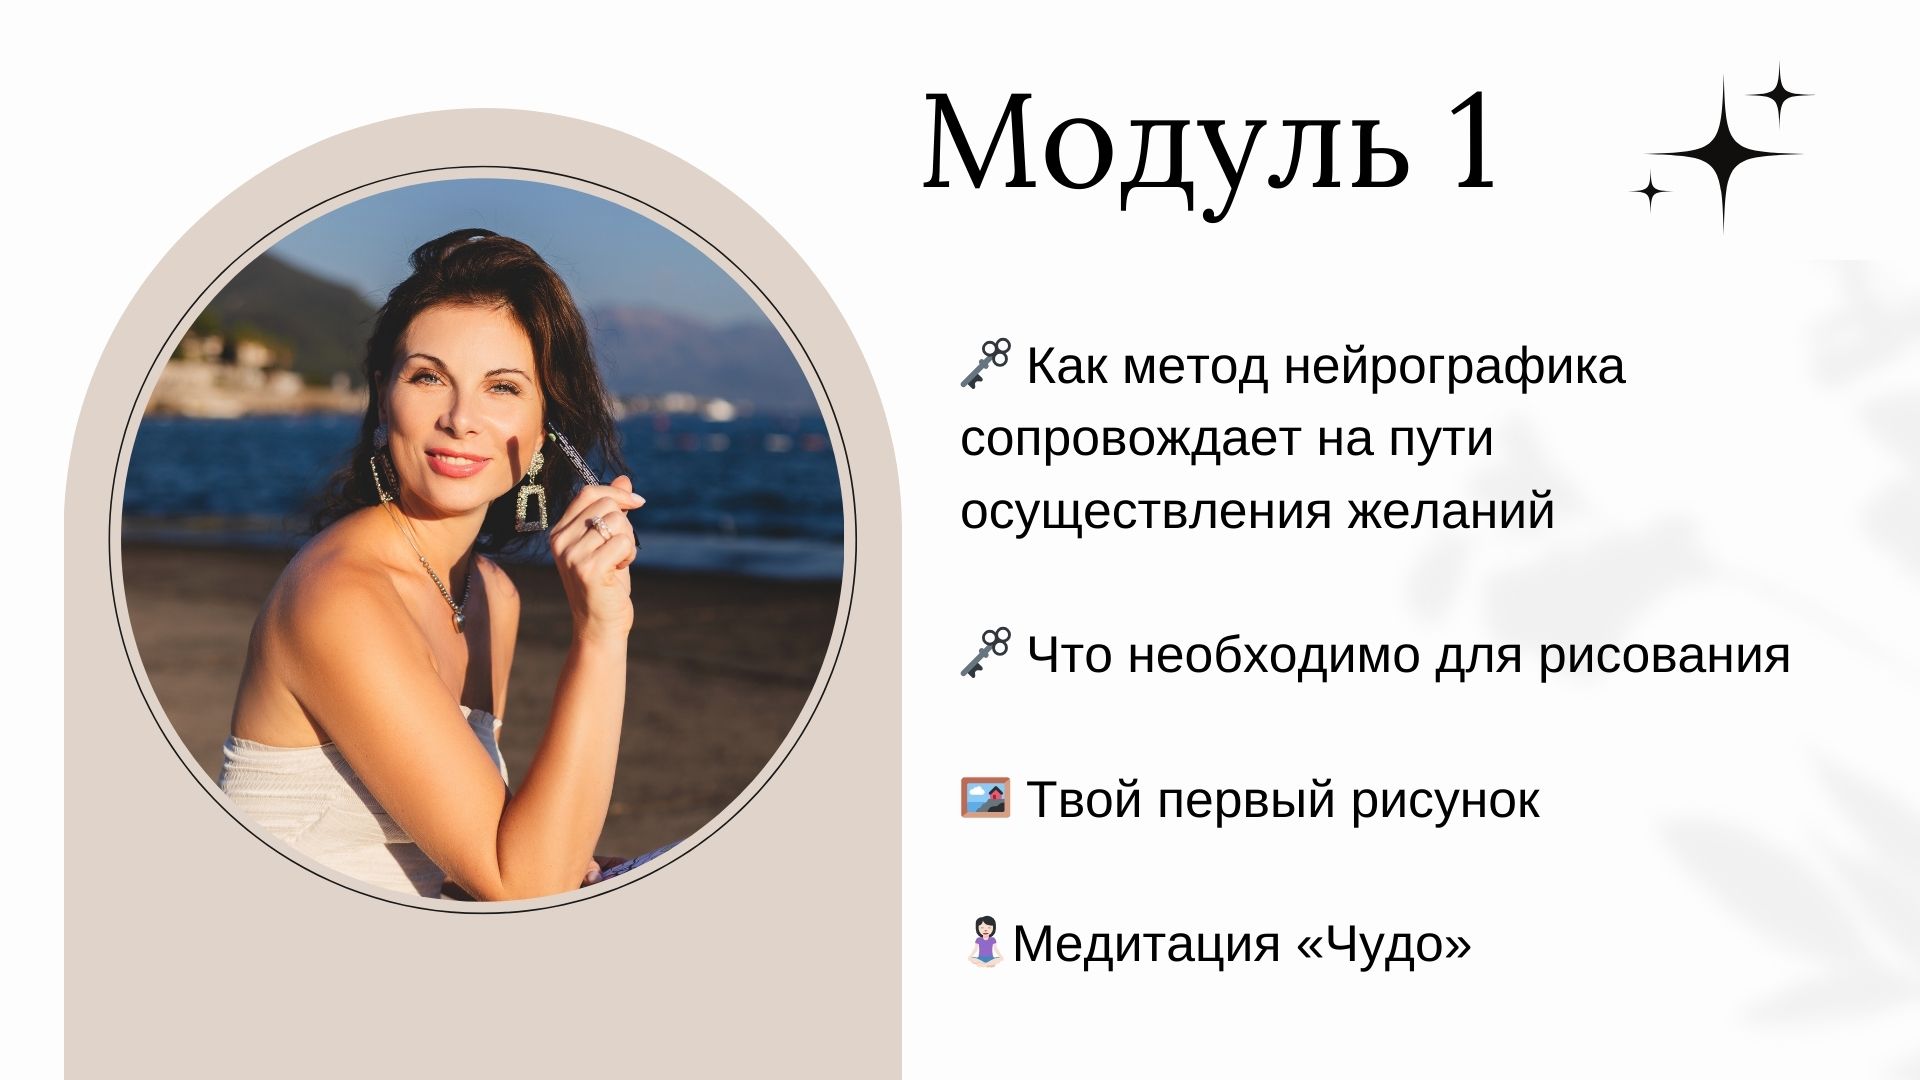 Модуль 1
🗝 Как метод нейрографика
сопровождает на пути
осуществления желаний
🗝 Что необходимо для рисования
🖼 Твой первый рисунок
🧘🏻‍♀️Медитация «Чудо»